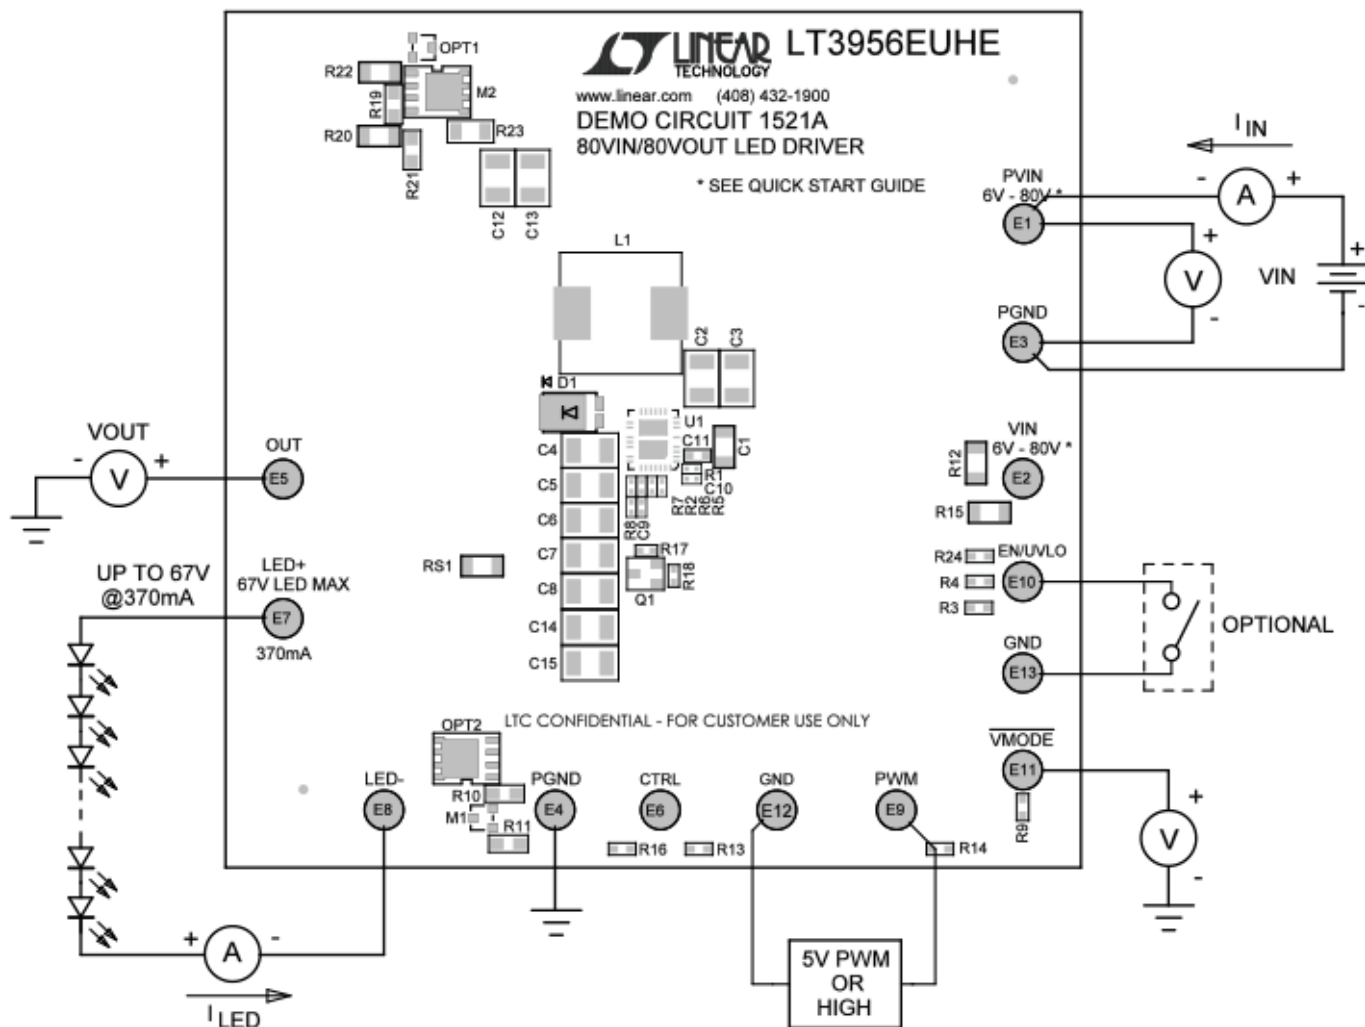 LINEAR
TECHNOLOGY
LT3956EUHE
www.linear.com (408) 432-1900
DEMO CIRCUIT 1521A
80VIN/80VOUT LED DRIVER
* SEE QUICK START GUIDE
OPT1
R22
R19
M2
R20
R23
R21
C12
C13
L1
I IN
PVIN
6V - 80V *
- A +
E1
+
V
-
VIN
+
-
PGND
E3
C2
C3
D1
U1
C11
C1
R1
C10
C4
C5
C6
C7
C8
C14
C15
R8
C9
R7
R2
R6
R5
R17
R18
Q1
RS1
VOUT
- V +
OUT
E5
VIN
6V - 80V *
R12
E2
R15
EN/UVLO
R24
R4
R3
E10
OPTIONAL
GND
E13
UP TO 67V
@370mA
LED+
67V LED MAX
E7
370mA
LTC CONFIDENTIAL - FOR CUSTOMER USE ONLY
OPT2
VMODE
E11
R9
+
V
-
LED-
E8
R10
M1
R11
PGND
E4
CTRL
E6
GND
E12
PWM
E9
R16
R13
R14
+ A -
I LED
5V PWM
OR
HIGH